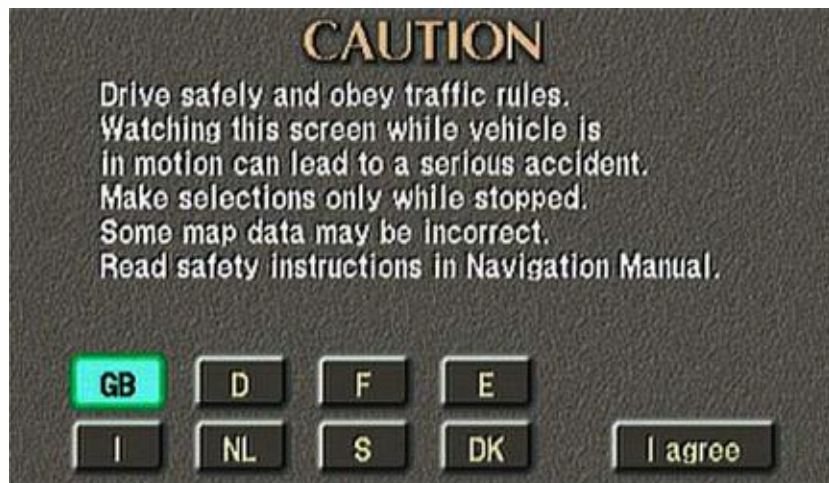 CAUTION
Drive safely and obey traffic rules.
Watching this screen while vehicle is
in motion can lead to a serious accident.
Make selections only while stopped.
Some map data may be incorrect.
Read safety instructions in Navigation Manual.
GB D F E
I NL S DK I agree